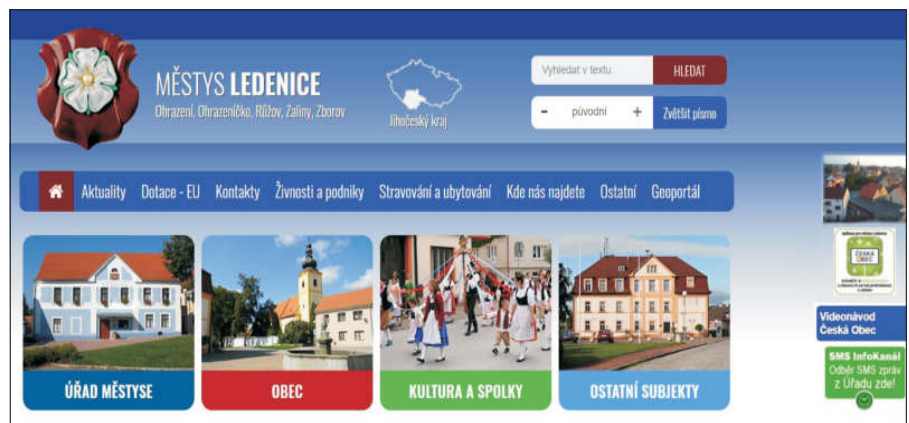 MĚSTYS LEDENICE
Ohrazení, Ohrazeníčko, Růžov, Zaliny, Zborov
Jihočeský kraj
Vyhledat v textu
HLEDAT
- původní +
Zvětšit písmo
Aktuality Dotace - EU Kontakty Živnosti a podniky Stravování a ubytování Kde nás najdete Ostatní Geoportál
ÚŘAD MĚSTYSE
OBEC
KULTURA A SPOLKY
OSTATNÍ SUBJEKTY
ČESKÁ
OBEC
Videonávod
Česká Obec
SMS InfoKanál
Odběr SMS zpráv
z Úřadu zde!